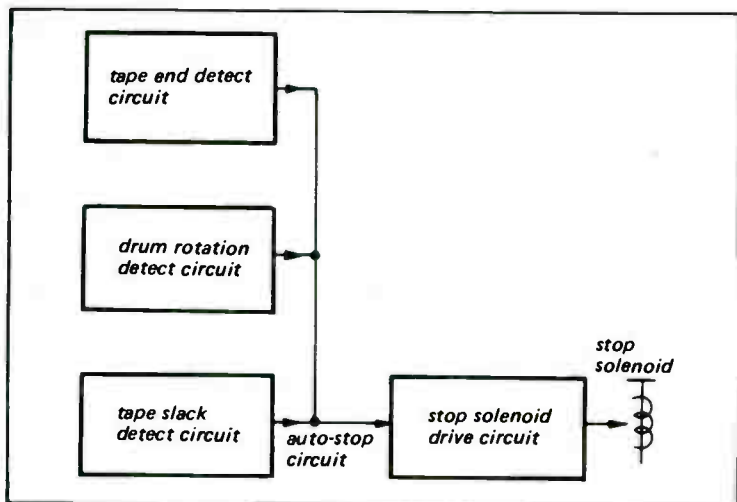 tape end detect
circuit
drum rotation
detect circuit
tape slack
detect circuit
auto-stop
circuit
stop solenoid
drive circuit
stop
solenoid